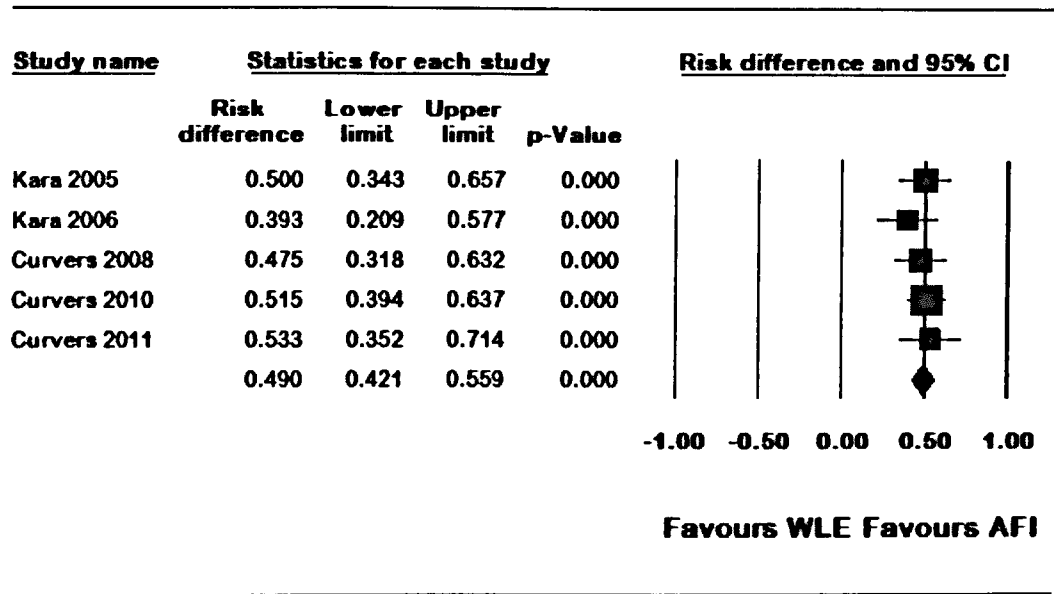 Study name Statistics for each study Risk difference and 95% CI
Risk Lower Upper
difference limit limit p-Value
Kara 2005 0.500 0.343 0.657 0.000
Kara 2006 0.393 0.209 0.577 0.000
Curvers 2008 0.475 0.318 0.632 0.000
Curvers 2010 0.515 0.394 0.637 0.000
Curvers 2011 0.533 0.352 0.714 0.000
0.490 0.421 0.559 0.000
-1.00 -0.50 0.00 0.50 1.00
Favours WLE Favours AFI